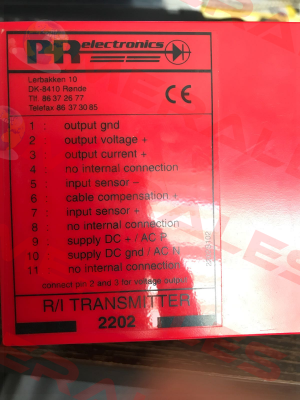 PR electronics
Lerbakken 10
DK-8410 Rønde
Tlf. 86 37 26 77
Telefax 86 37 30 85
CE
1 : output gnd
2 : output voltage +
3 : output current +
4 : no internal connection
5 : input sensor -
6 : cable compensation +
7 : input sensor +
8 : no internal connection
9 : supply DC + / AC P
10 : supply DC gnd / AC N
11 : no internal connection
connect pin 2 and 3 for voltage output
R/I TRANSMITTER
2202